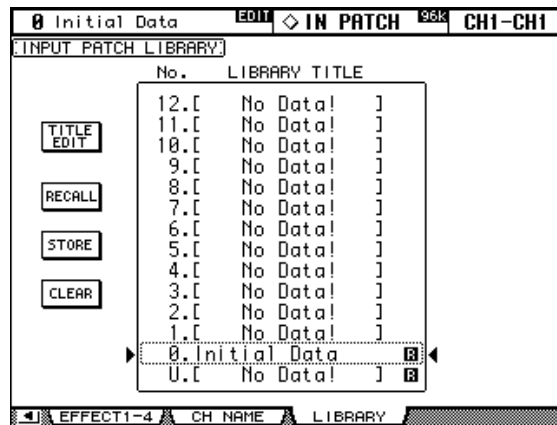 0 Initial Data EDIT ◇ IN PATCH 96k CH1-CH1
INPUT PATCH LIBRARY
No. LIBRARY TITLE
12.[ No Data! ]
11.[ No Data! ]
10.[ No Data! ]
9.[ No Data! ]
8.[ No Data! ]
7.[ No Data! ]
6.[ No Data! ]
5.[ No Data! ]
4.[ No Data! ]
3.[ No Data! ]
2.[ No Data! ]
1.[ No Data! ]
0.Initial Data R
U.[ No Data! ] R
TITLE
EDIT
RECALL
STORE
CLEAR
EFFECT1-4 CH NAME LIBRARY